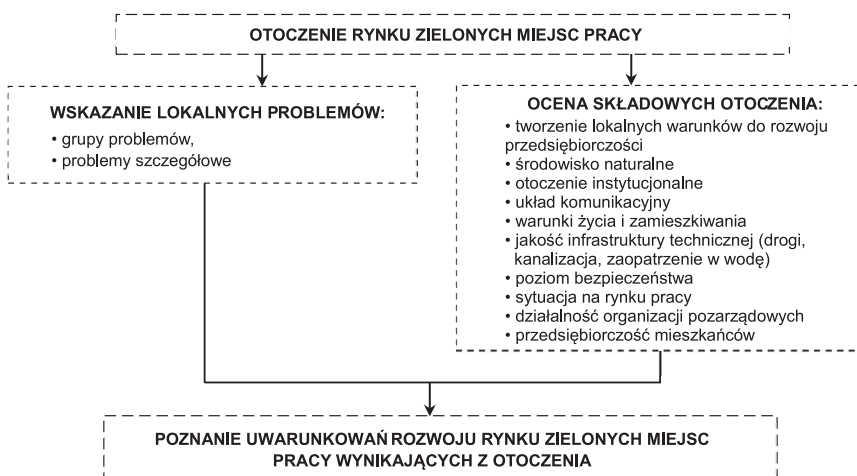 OTOCZENIE RYNKU ZIELONYCH MIEJSC PRACY
WSKAZANIE LOKALNYCH PROBLEMÓW:
• grupy problemów,
• problemy szczegółowe
OCENA SKŁADOWYCH OTOCZENIA:
• tworzenie lokalnych warunków do rozwoju
przedsiębiorczości
• środowisko naturalne
• otoczenie instytucjonalne
• układ komunikacyjny
• warunki życia i zamieszkiwania
• jakość infrastruktury technicznej (drogi,
kanalizacja, zaopatrzenie w wodę)
• poziom bezpieczeństwa
• sytuacja na rynku pracy
• działalność organizacji pozarządowych
• przedsiębiorczość mieszkańców
POZNANIE UWARUNKOWAŃ ROZWOJU RYNKU ZIELONYCH MIEJSC
PRACY WYNIKAJĄCYCH Z OTOCZENIA